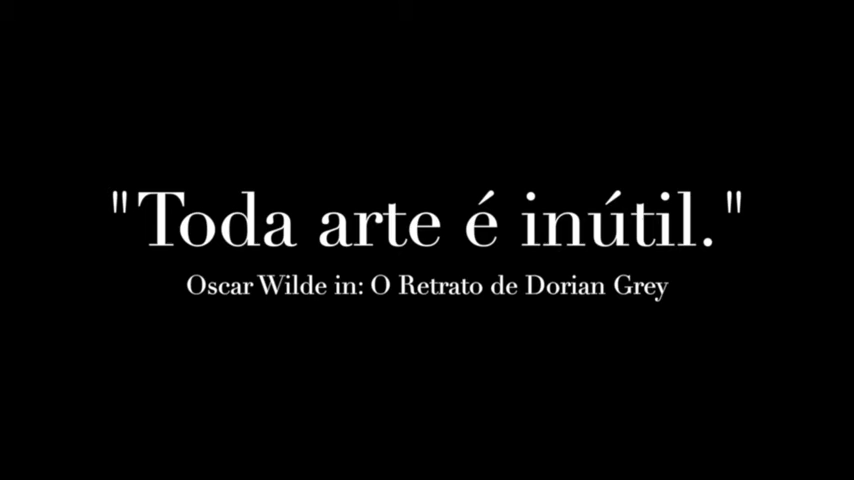 "Toda arte é inútil."
Oscar Wilde in: O Retrato de Dorian Grey